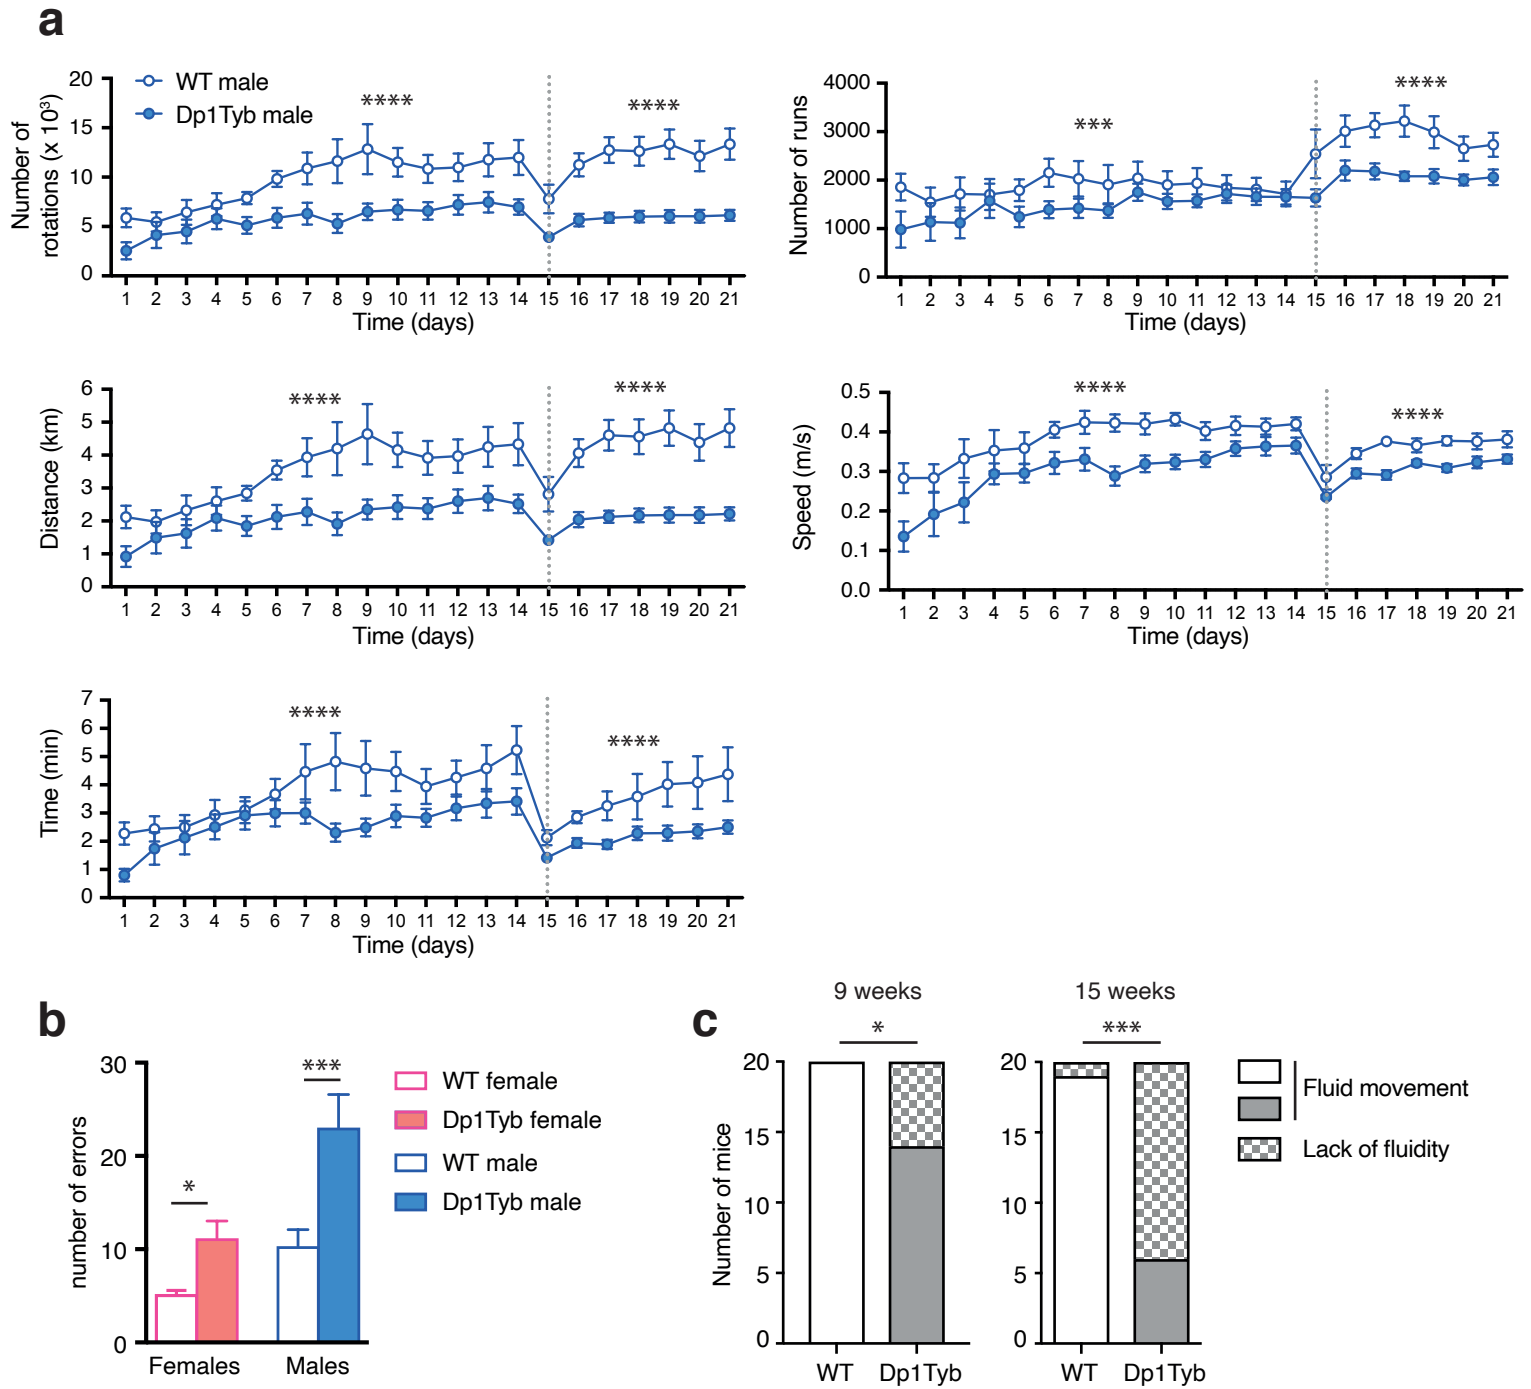 a
WT male
Dp1Tyb male
****
****
Number of
rotations (x 10³)
20
15
10
5
0
1 2 3 4 5 6 7 8 9 10 11 12 13 14 15 16 17 18 19 20 21
Time (days)
***
****
Number of runs
4000
3000
2000
1000
0
1 2 3 4 5 6 7 8 9 10 11 12 13 14 15 16 17 18 19 20 21
Time (days)
****
****
Distance (km)
6
5
4
3
2
1
0
1 2 3 4 5 6 7 8 9 10 11 12 13 14 15 16 17 18 19 20 21
Time (days)
****
****
Speed (m/s)
0.5
0.4
0.3
0.2
0.1
0.0
1 2 3 4 5 6 7 8 9 10 11 12 13 14 15 16 17 18 19 20 21
Time (days)
****
****
Time (min)
7
6
5
4
3
2
1
0
1 2 3 4 5 6 7 8 9 10 11 12 13 14 15 16 17 18 19 20 21
Time (days)
b
number of errors
30
20
10
0
*
***
Females Males
WT female
Dp1Tyb female
WT male
Dp1Tyb male
c
9 weeks
*
Number of mice
20
15
10
5
0
WT Dp1Tyb
15 weeks
***
20
15
10
5
0
WT Dp1Tyb
Fluid movement
Lack of fluidity